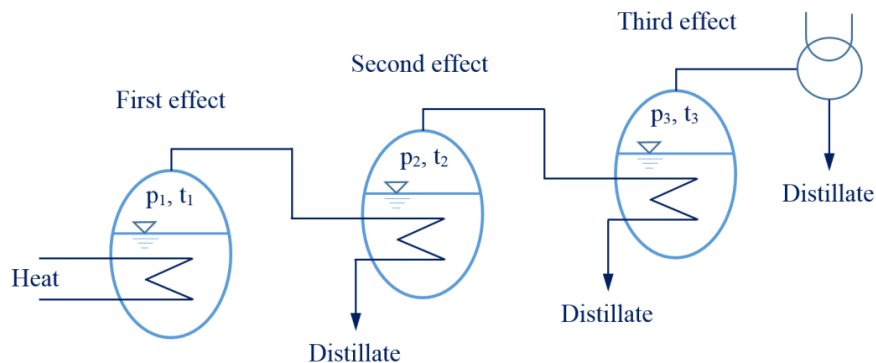 First effect
Second effect
Third effect
p₁, t₁
p₂, t₂
p₃, t₃
Heat
Distillate
Distillate
Distillate